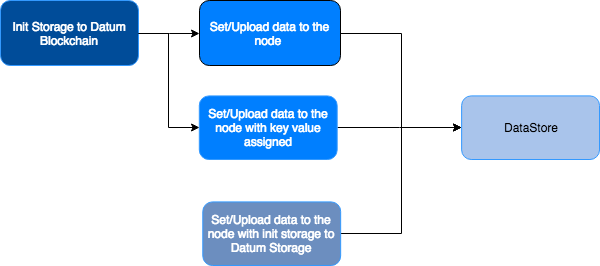 Init Storage to Datum
Blockchain
Set/Upload data to the
node
Set/Upload data to the
node with key value
assigned
DataStore
Set/Upload data to the
node with init storage to
Datum Storage